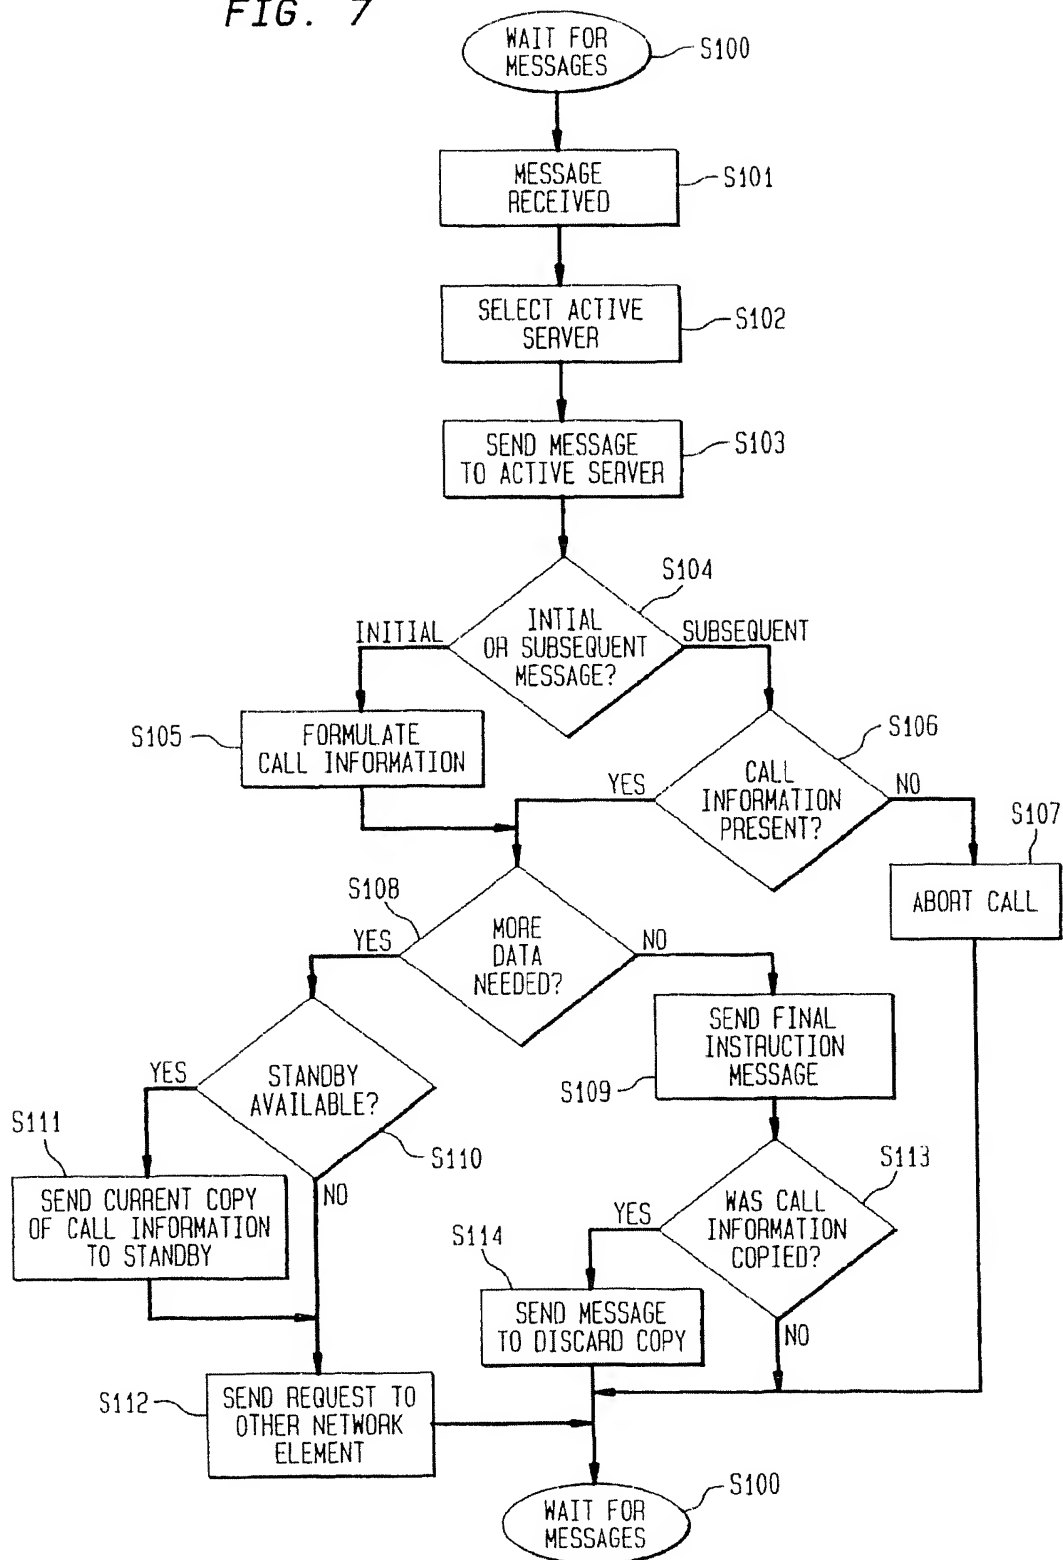 FIG. 7
WAIT FOR
MESSAGES
S100
MESSAGE
RECEIVED
S101
SELECT ACTIVE
SERVER
S102
SEND MESSAGE
TO ACTIVE SERVER
S103
S104
INTIAL
OR SUBSEQUENT
MESSAGE?
INITIAL
SUBSEQUENT
S105
FORMULATE
CALL INFORMATION
S106
CALL
INFORMATION
PRESENT?
YES
NO
S107
ABORT CALL
S108
MORE
DATA
NEEDED?
YES
NO
SEND FINAL
INSTRUCTION
MESSAGE
S109
STANDBY
AVAILABLE?
YES
S110
NO
S111
SEND CURRENT COPY
OF CALL INFORMATION
TO STANDBY
S113
WAS CALL
INFORMATION
COPIED?
YES
NO
S114
SEND MESSAGE
TO DISCARD COPY
S112
SEND REQUEST TO
OTHER NETWORK
ELEMENT
S100
WAIT FOR
MESSAGES